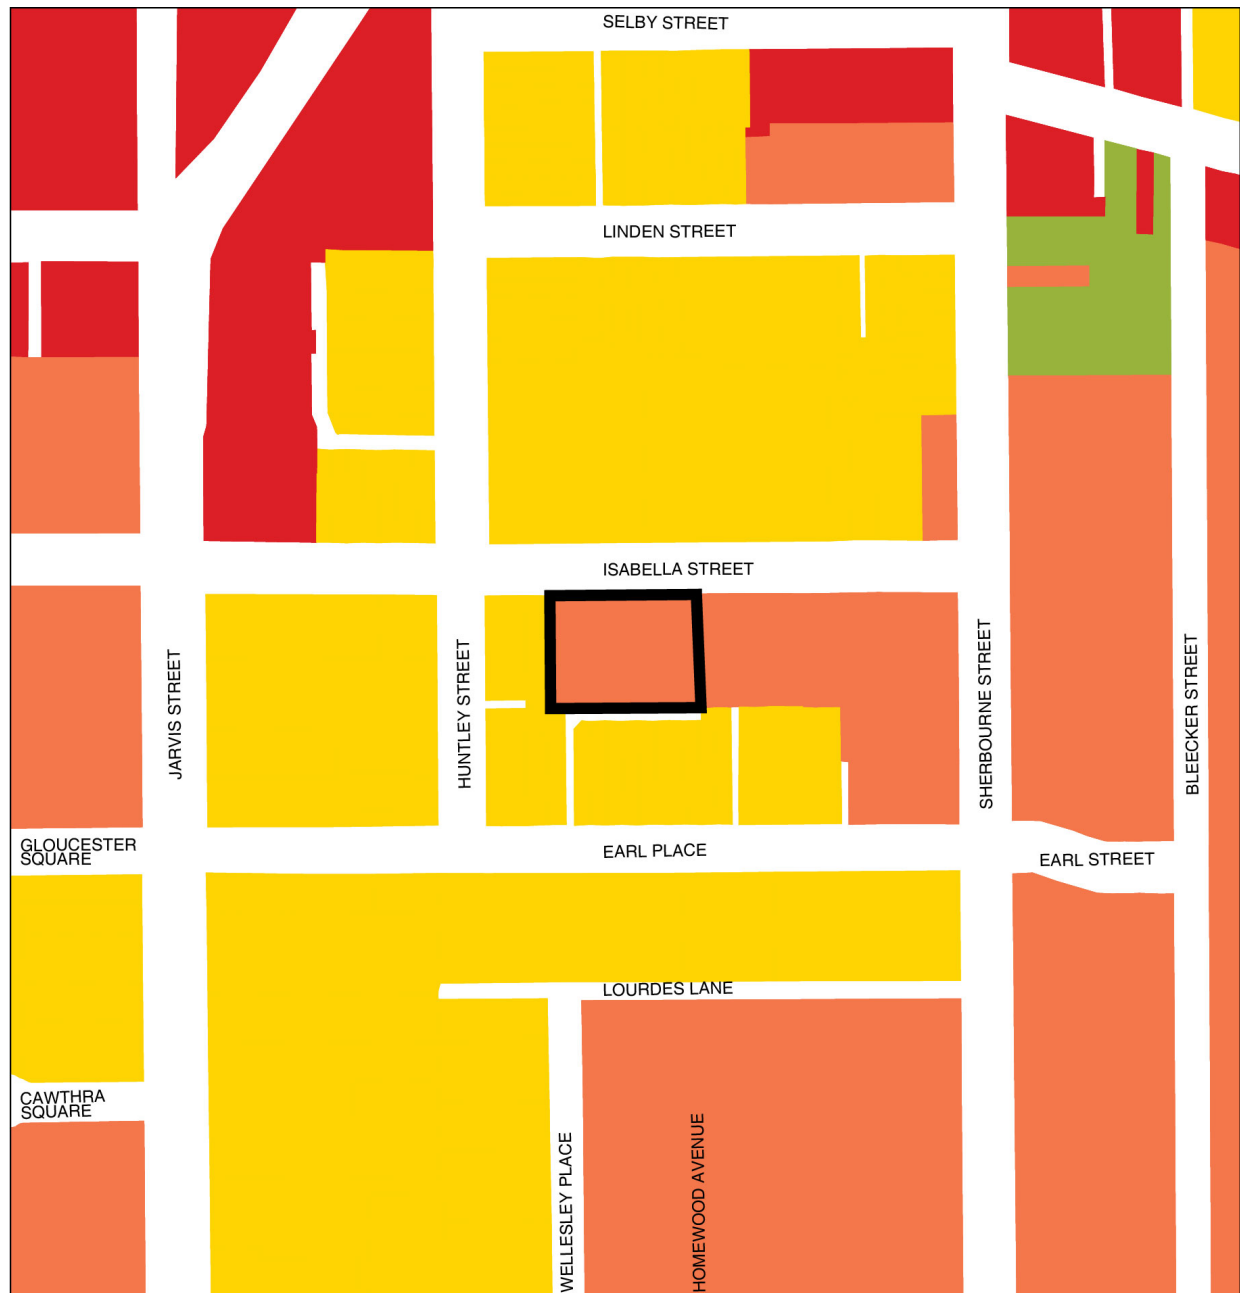 SELBY STREET
LINDEN STREET
ISABELLA STREET
JARVIS STREET
HUNTLEY STREET
SHERBOURNE STREET
BLEECKER STREET
GLOUCESTER
SQUARE
EARL PLACE
EARL STREET
LOURDES LANE
CAWTHRA
SQUARE
WELLESLEY PLACE
HOMEWOOD AVENUE